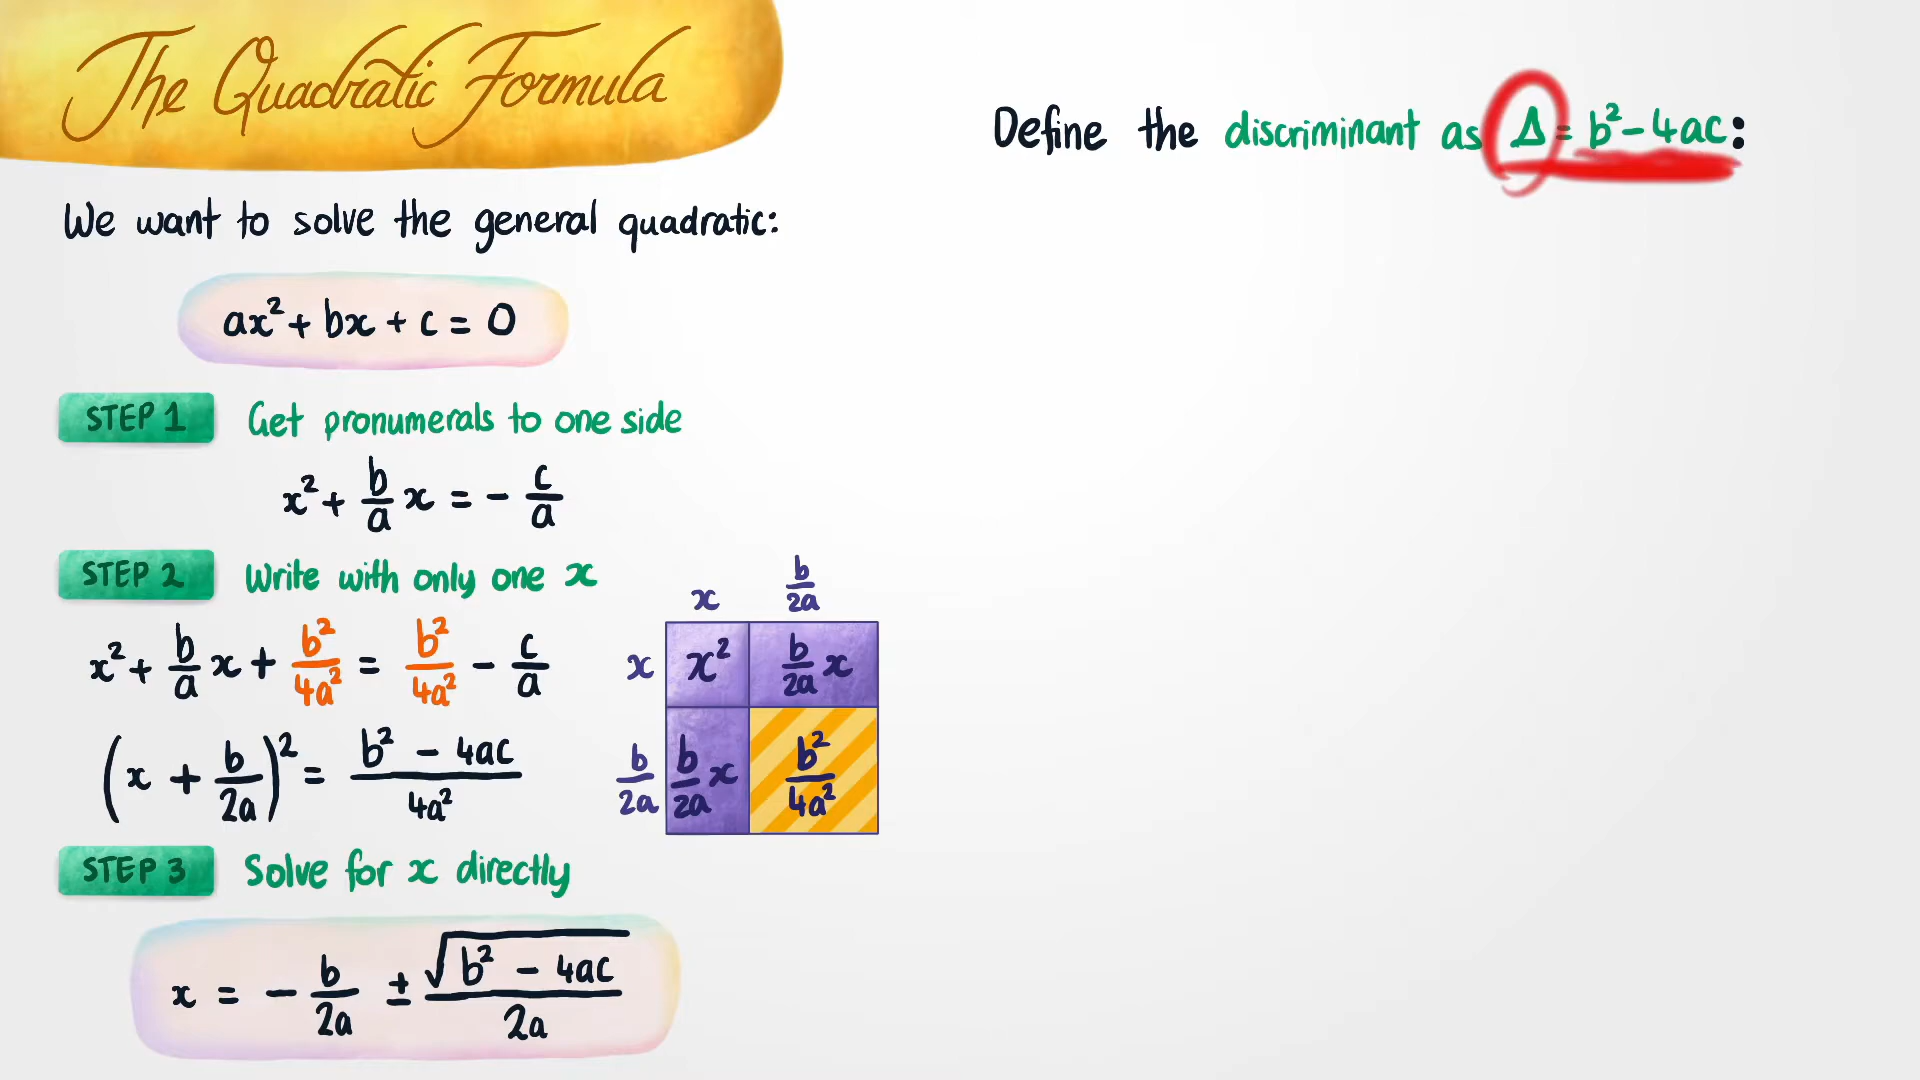 The Quadratic Formula
We want to solve the general quadratic:
ax² + bx + c = 0
STEP 1 Get pronumerals to one side
x² + b/a x = - c/a
STEP 2 Write with only one x
x² + b/a x + b²/4a² = b²/4a² - c/a
(x + b/2a)² = b² - 4ac / 4a²
x b/2a
x x² b/2a x
b/2a b/2a x b²/4a²
STEP 3 Solve for x directly
x = - b/2a ± √(b² - 4ac) / 2a
Define the discriminant as Δ = b² - 4ac: